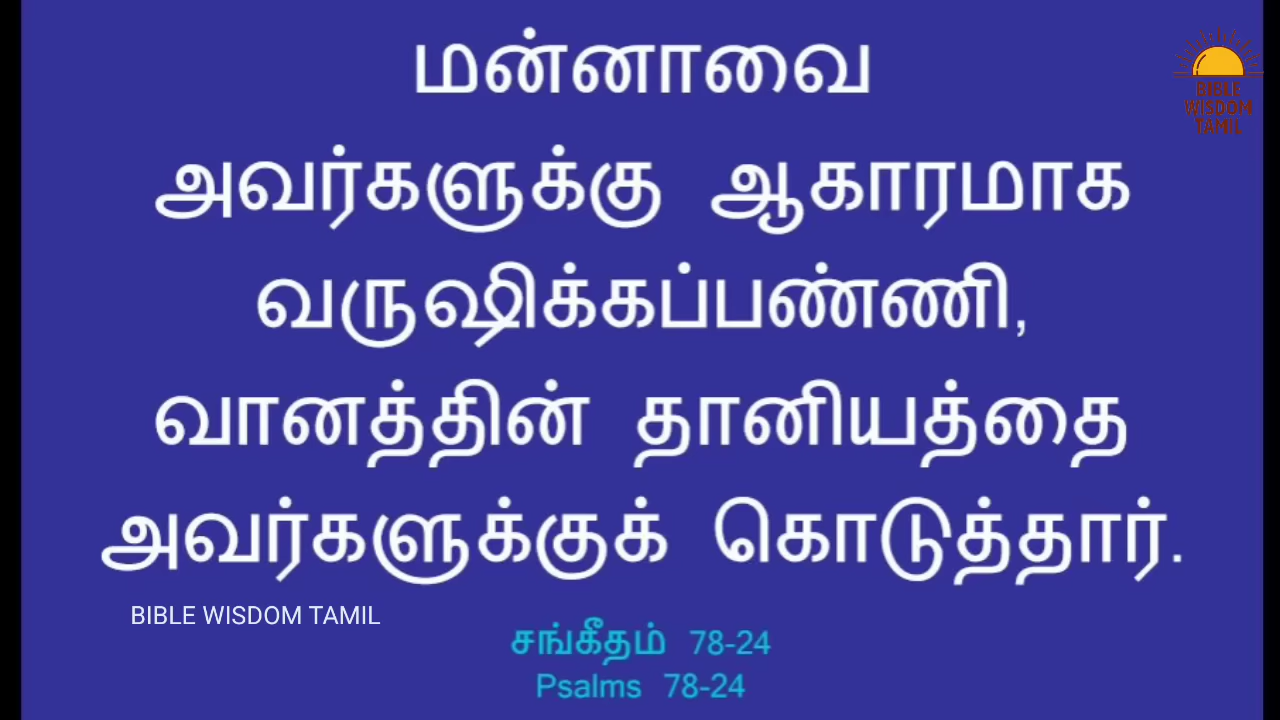 மன்னாவை
அவர்களுக்கு ஆகாரமாக
வருஷிக்கப்பண்ணி,
வானத்தின் தானியத்தை
அவர்களுக்குக் கொடுத்தார்.
BIBLE WISDOM TAMIL
சங்கீதம் 78-24
Psalms 78-24
BIBLE
WISDOM
TAMIL